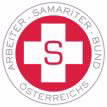 ARBEITER · SAMARITER · BUND
S
ÖSTERREICHS